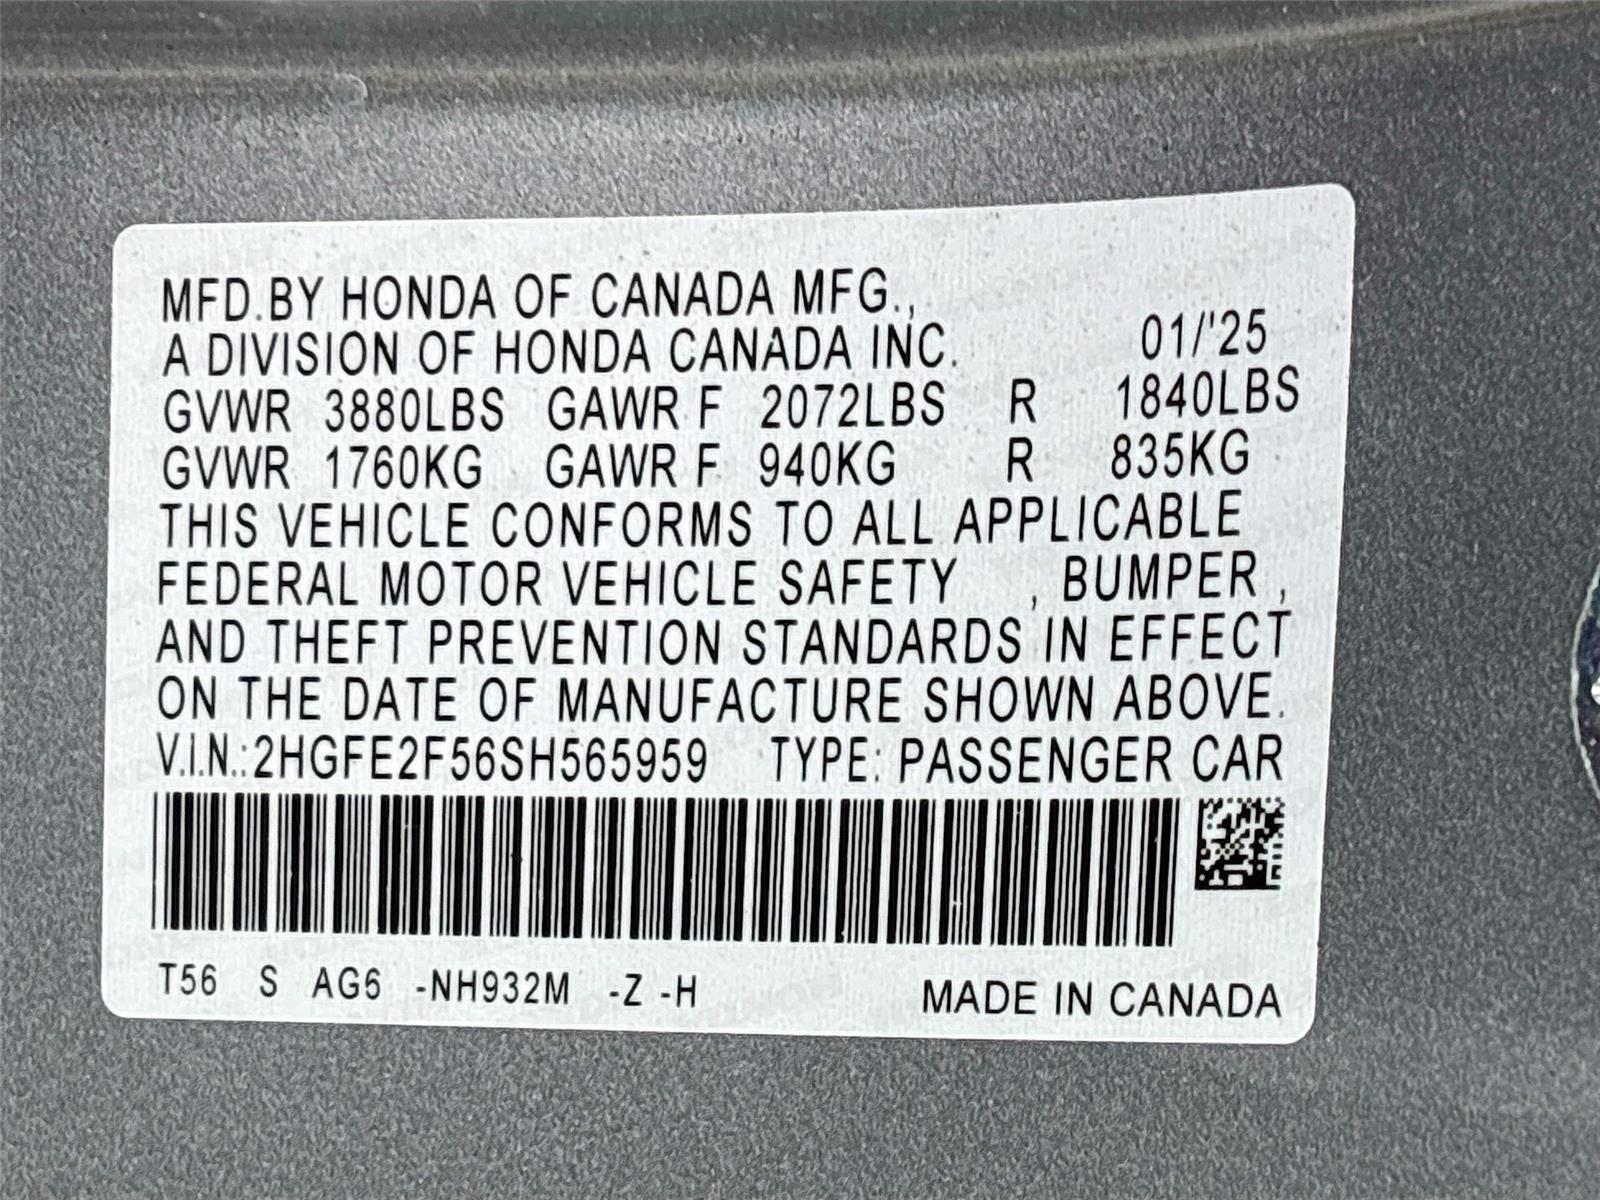 MFD.BY HONDA OF CANADA MFG.,
A DIVISION OF HONDA CANADA INC. 01/'25
GVWR 3880LBS GAWR F 2072LBS R 1840LBS
GVWR 1760KG GAWR F 940KG R 835KG
THIS VEHICLE CONFORMS TO ALL APPLICABLE
FEDERAL MOTOR VEHICLE SAFETY , BUMPER ,
AND THEFT PREVENTION STANDARDS IN EFFECT
ON THE DATE OF MANUFACTURE SHOWN ABOVE.
V.I.N.:2HGFE2F56SH565959 TYPE: PASSENGER CAR
T56 S AG6 -NH932M -Z -H MADE IN CANADA